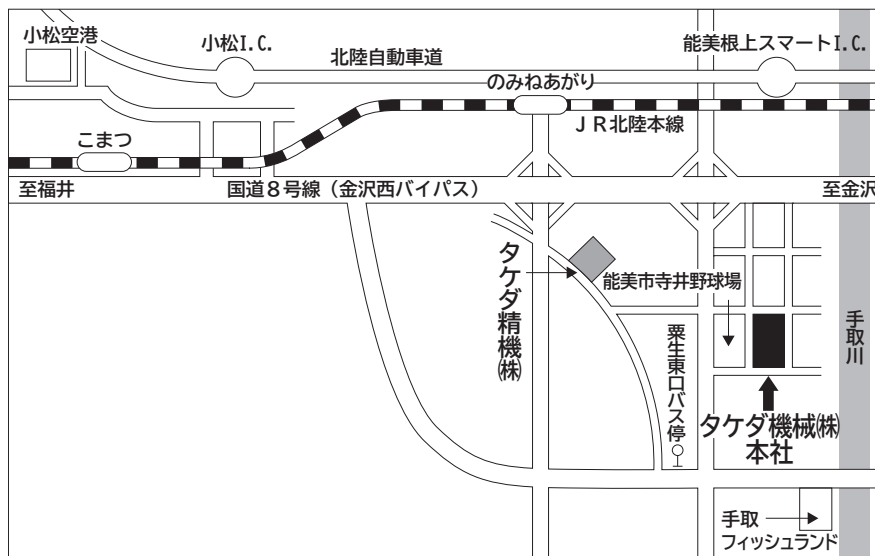 小松空港
小松I.C.
北陸自動車道
能美根上スマートI.C.
のみねあがり
JR北陸本線
こまつ
至福井
国道8号線（金沢西バイパス）
至金沢
タケダ精機㈱
能美市寺井野球場
手取川
粟生東口バス停
タケダ機械㈱
本社
手取
フィッシュランド